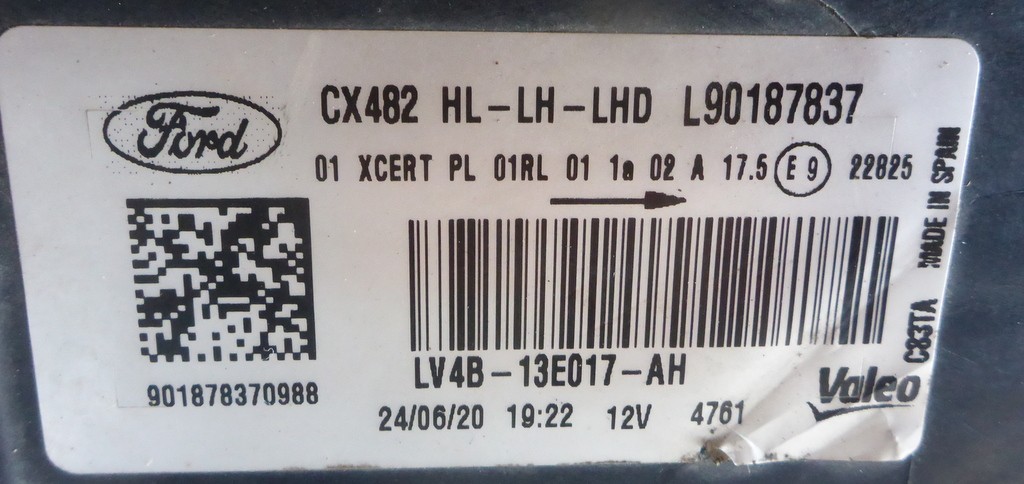 Ford
CX482 HL-LH-LHD L90187837
01 XCERT PL 01RL 01 1a 02 A 17.5 E 9 22825
MADE IN SPAIN
C83TA
LV4B-13E017-AH
901878370988
24/06/20 19:22 12V 4761
Valeo